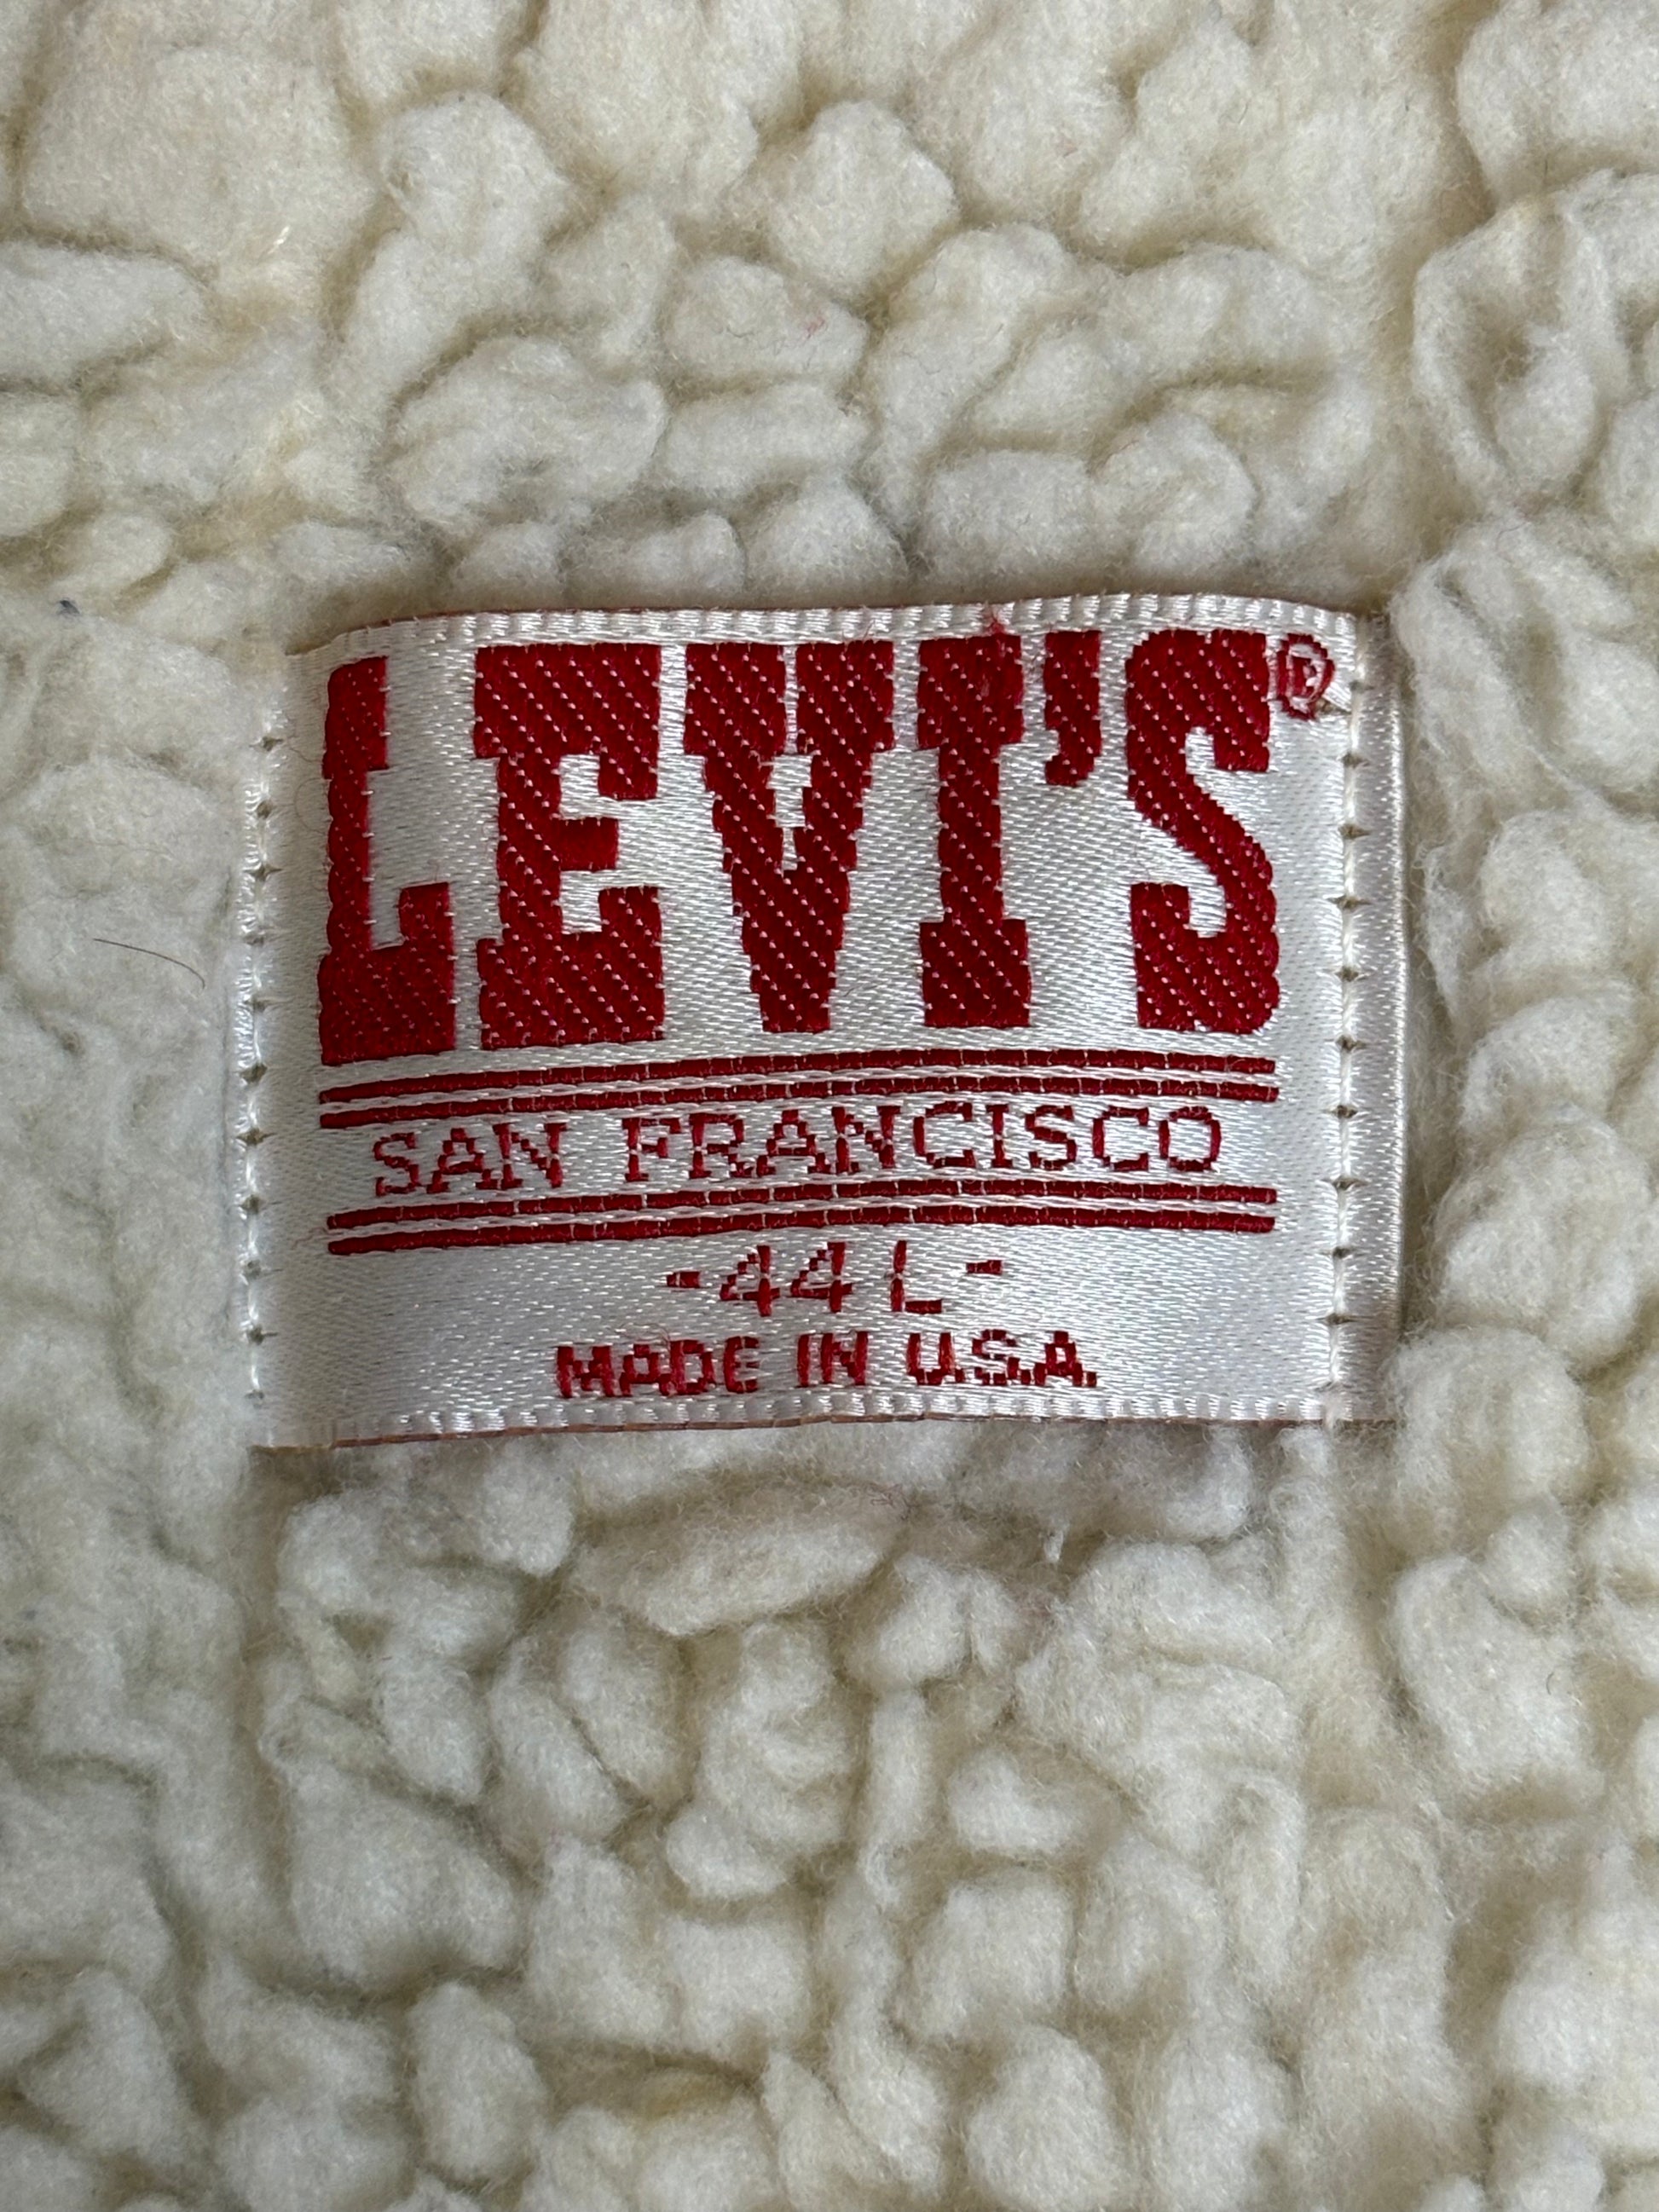 LEVI'S®
SAN FRANCISCO
-44 L-
MADE IN U.S.A.